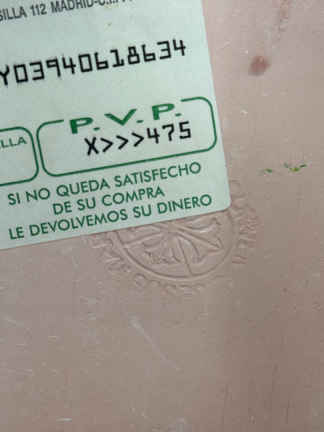 SILLA 112 MADRID-C.I.F.
Y03940618634
LLA
P.V.P.
X>>>475
SI NO QUEDA SATISFECHO
DE SU COMPRA
LE DEVOLVEMOS SU DINERO